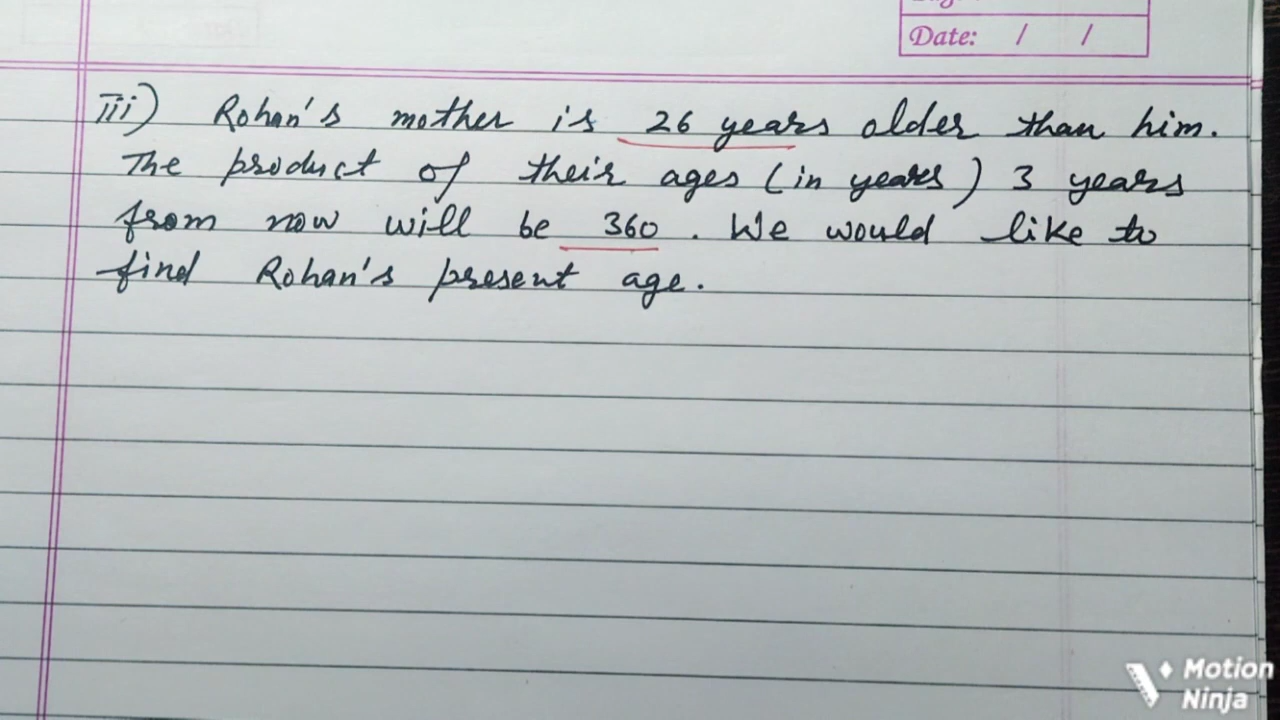 Date: / /
iii) Rohan's mother is 26 years older than him.
The product of their ages (in years) 3 years
from now will be 360. We would like to
find Rohan's present age.
Motion
Ninja